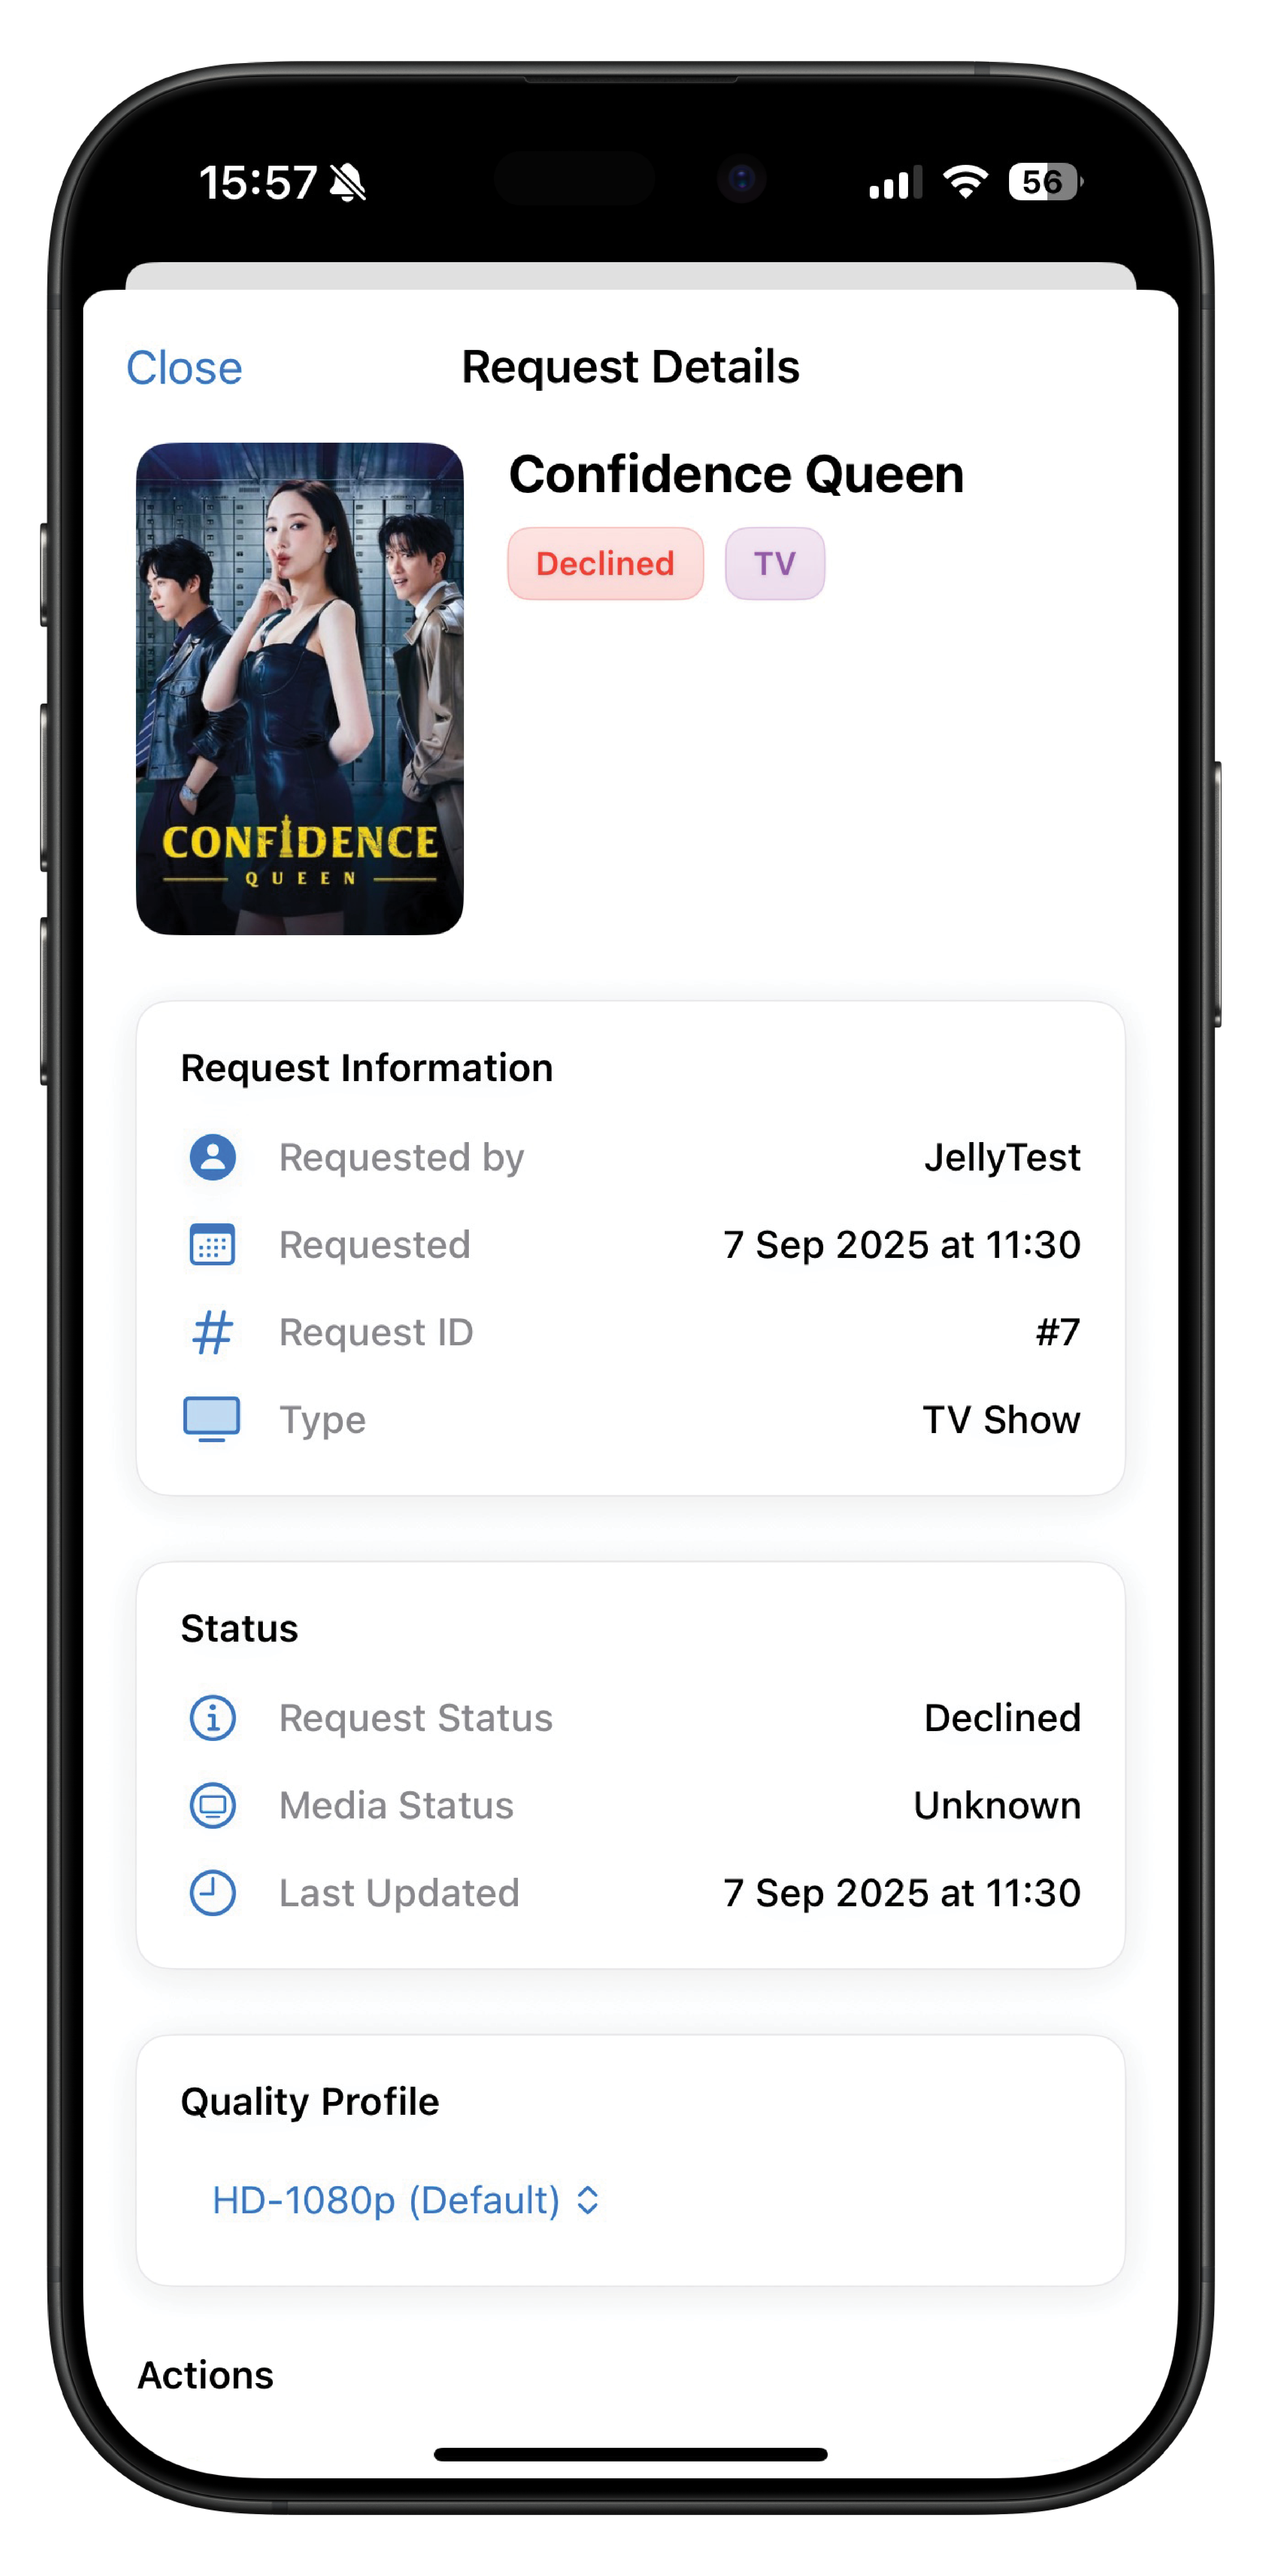 15:57
56
Close
Request Details
Confidence Queen
Declined
TV
CONFIDENCE
QUEEN
Request Information
Requested by
JellyTest
Requested
7 Sep 2025 at 11:30
Request ID
#7
Type
TV Show
Status
Request Status
Declined
Media Status
Unknown
Last Updated
7 Sep 2025 at 11:30
Quality Profile
HD-1080p (Default)
Actions